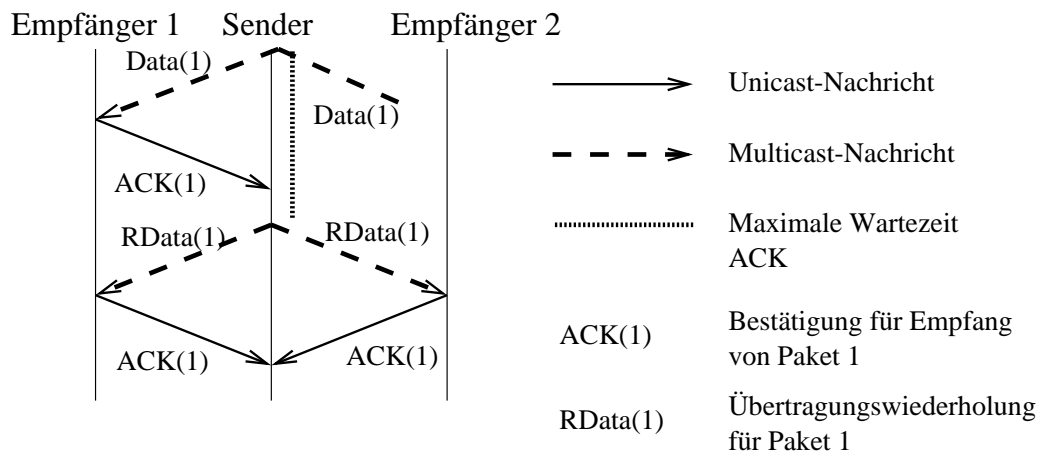 Empfänger 1
Sender
Empfänger 2
Data(1)
Data(1)
ACK(1)
RData(1)
RData(1)
ACK(1)
ACK(1)
Unicast-Nachricht
Multicast-Nachricht
Maximale Wartezeit
ACK
ACK(1)
Bestätigung für Empfang
von Paket 1
RData(1)
Übertragungswiederholung
für Paket 1